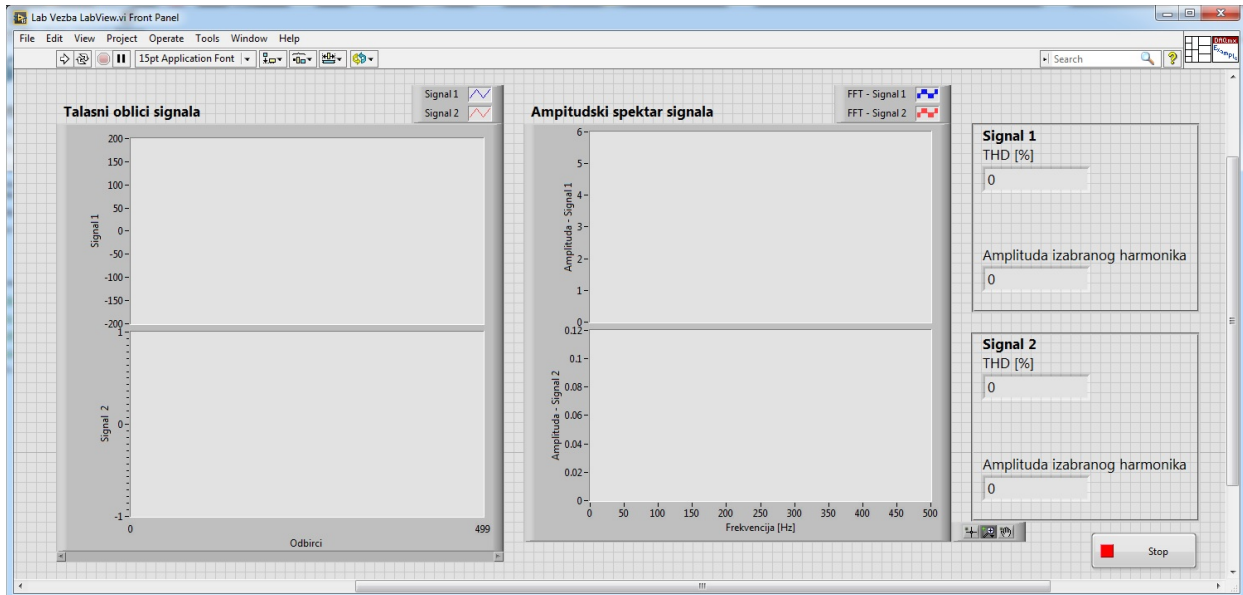 Lab Vezba LabView.vi Front Panel
File Edit View Project Operate Tools Window Help
15pt Application Font
Search
DAQmx
Example
Talasni oblici signala
Signal 1
Signal 2
200
150
100
50
0
-50
-100
-150
-200
Signal 1
1
0
-1
Signal 2
0
499
Odbirci
Ampitudski spektar signala
FFT - Signal 1
FFT - Signal 2
6
5
4
3
2
1
0
Amplituda - Signal 1
0.12
0.1
0.08
0.06
0.04
0.02
0
Amplituda - Signal 2
0 50 100 150 200 250 300 350 400 450 500
Frekvencija [Hz]
Signal 1
THD [%]
0
Amplituda izabranog harmonika
0
Signal 2
THD [%]
0
Amplituda izabranog harmonika
0
Stop